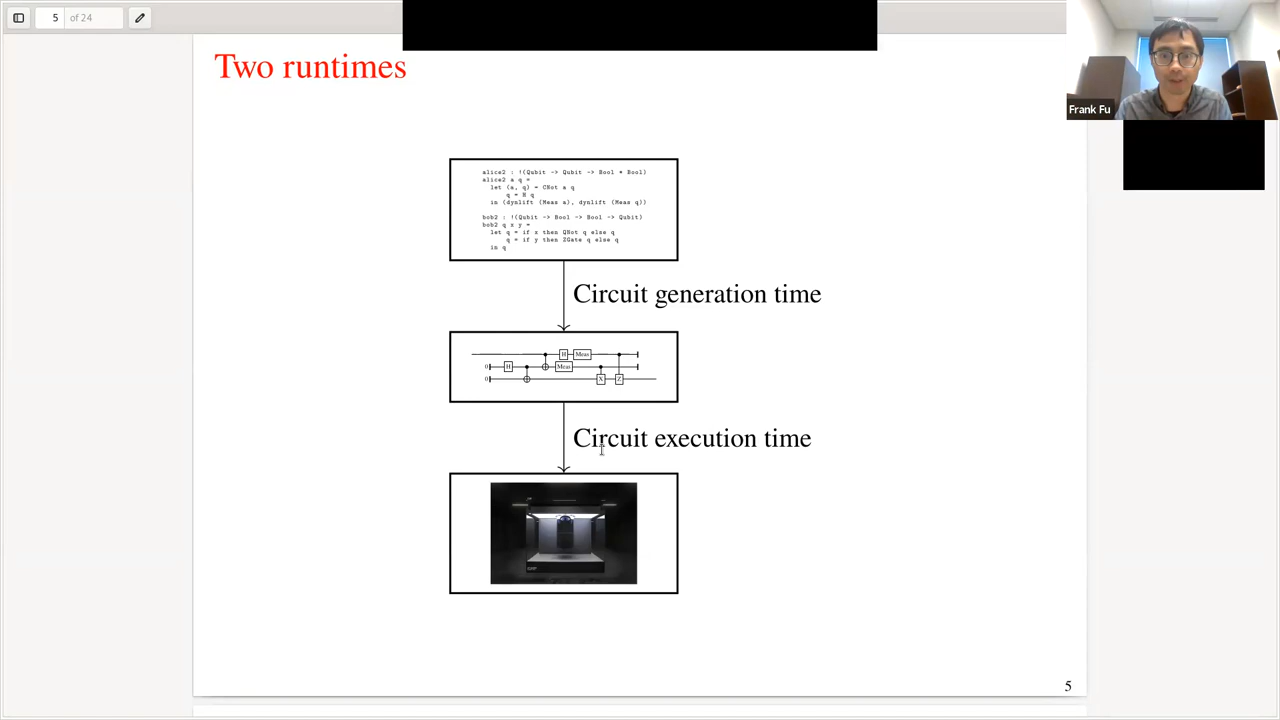 5 of 24
Two runtimes
Frank Fu
alice2 : !(Qubit -> Qubit -> Bool * Bool)
alice2 a q =
let (a, q) = CNot a q
q = H q
in (dynlift (Meas a), dynlift (Meas q))
bob2 : !(Qubit -> Bool -> Bool -> Qubit)
bob2 q x y =
let q = if x then QNot q else q
q = if y then ZGate q else q
in q
Circuit generation time
H Meas
0 H Meas
0 X Z
Circuit execution time
5